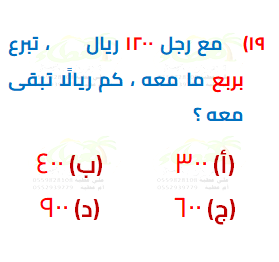 ١٩) مع رجل ١٢٠٠ ريال ، تبرع
بربع ما معه ، كم ريالًا تبقى
معه ؟
(أ) ٣٠٠ (ب) ٤٠٠
(ج) ٦٠٠ (د) ٩٠٠